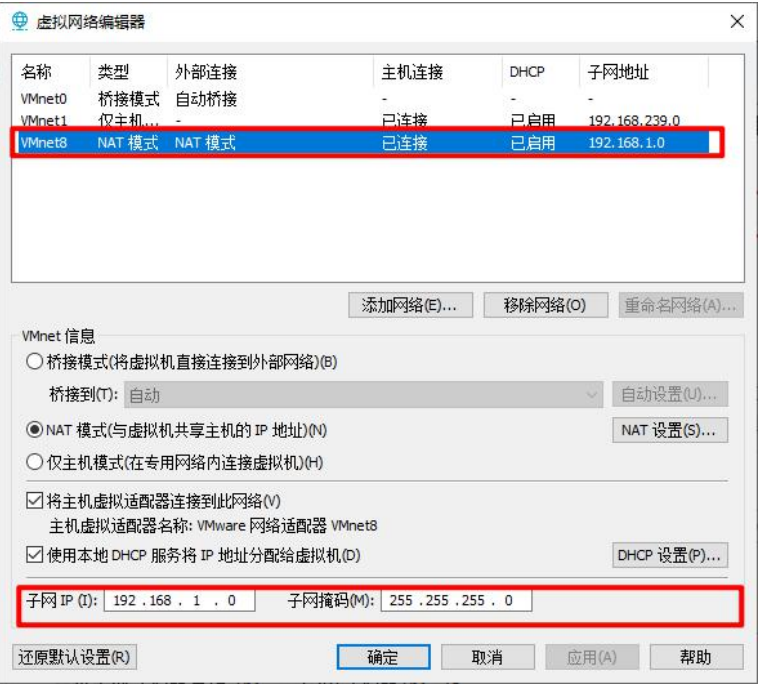 虚拟网络编辑器
名称 类型 外部连接 主机连接 DHCP 子网地址
VMnet0 桥接模式 自动桥接 - - -
VMnet1 仅主机... - 已连接 已启用 192.168.239.0
VMnet8 NAT 模式 NAT 模式 已连接 已启用 192.168.1.0
添加网络(E)... 移除网络(O) 重命名网络(A)...
VMnet 信息
桥接模式(将虚拟机直接连接到外部网络)(B)
桥接到(T): 自动 自动设置(U)...
NAT 模式(与虚拟机共享主机的 IP 地址)(N) NAT 设置(S)...
仅主机模式(在专用网络内连接虚拟机)(H)
将主机虚拟适配器连接到此网络(V)
主机虚拟适配器名称: VMware 网络适配器 VMnet8
使用本地 DHCP 服务将 IP 地址分配给虚拟机(D) DHCP 设置(P)...
子网 IP (I): 192 . 168 . 1 . 0 子网掩码(M): 255 . 255 . 255 . 0
还原默认设置(R) 确定 取消 应用(A) 帮助